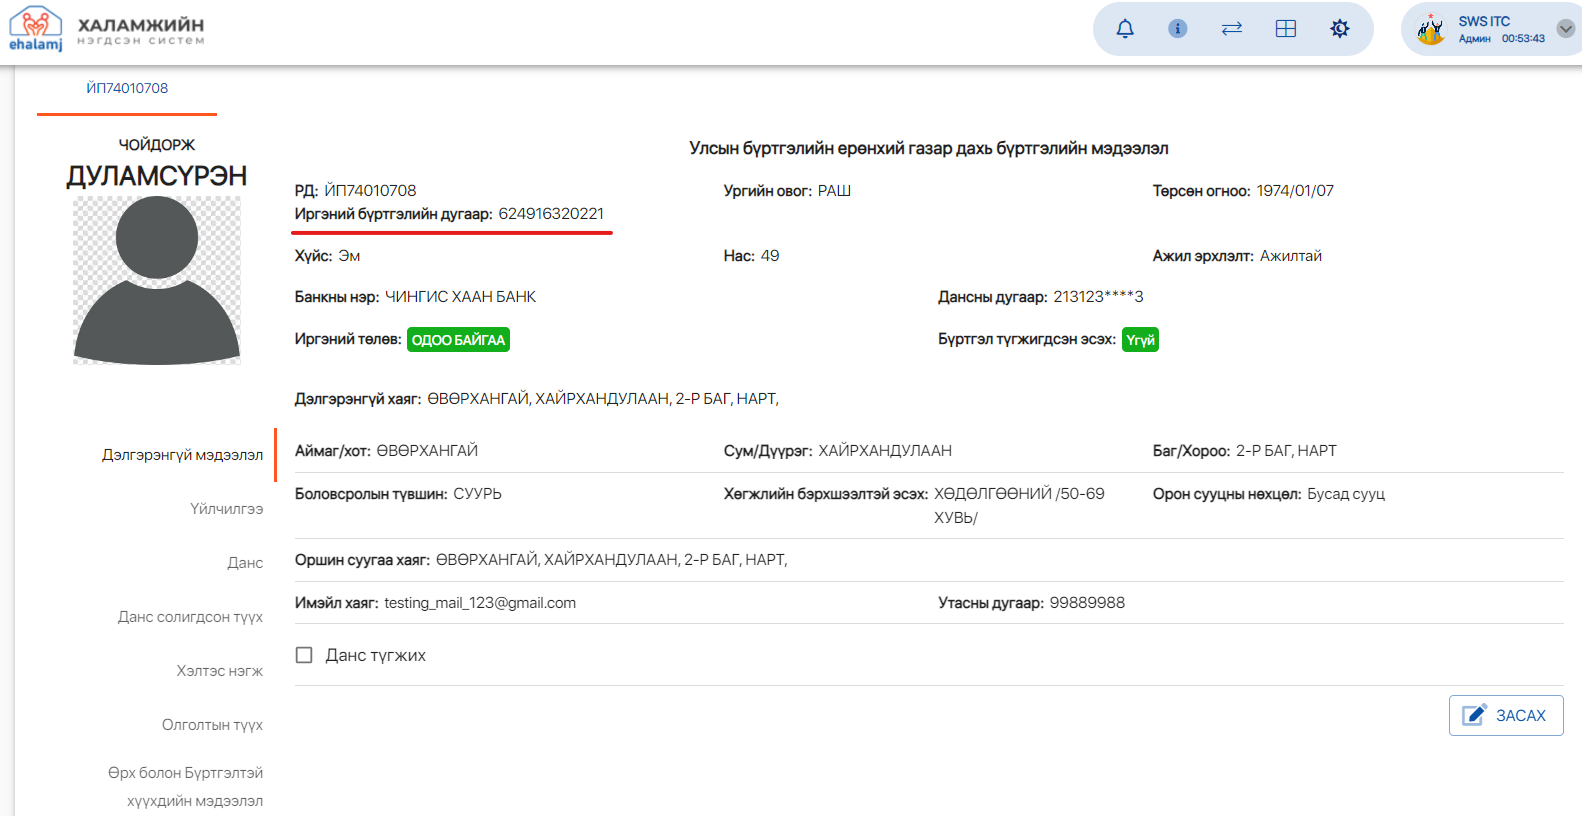 ehalamj
ХАЛАМЖИЙН
НЭГДСЭН СИСТЕМ
SWS ITC
Админ 00:53:43
ЙП74010708
ЧОЙДОРЖ
ДУЛАМСҮРЭН
Улсын бүртгэлийн ерөнхий газар дахь бүртгэлийн мэдээлэл
РД: ЙП74010708
Ургийн овог: РАШ
Төрсөн огноо: 1974/01/07
Иргэний бүртгэлийн дугаар: 624916320221
Хүйс: Эм
Нас: 49
Ажил эрхлэлт: Ажилтай
Банкны нэр: ЧИНГИС ХААН БАНК
Дансны дугаар: 213123****3
Иргэний төлөв: ОДОО БАЙГАА
Бүртгэл түгжигдсэн эсэх: Үгүй
Дэлгэрэнгүй хаяг: ӨВӨРХАНГАЙ, ХАЙРХАНДУЛААН, 2-Р БАГ, НАРТ,
Дэлгэрэнгүй мэдээлэл
Үйлчилгээ
Данс
Данс солигдсон түүх
Хэлтэс нэгж
Олголтын түүх
Өрх болон Бүртгэлтэй
хүүхдийн мэдээлэл
Аймаг/хот: ӨВӨРХАНГАЙ
Сум/Дүүрэг: ХАЙРХАНДУЛААН
Баг/Хороо: 2-Р БАГ, НАРТ
Боловсролын түвшин: СУУРЬ
Хөгжлийн бэрхшээлтэй эсэх: ХӨДӨЛГӨӨНИЙ /50-69
ХУВЬ/
Орон сууцны нөхцөл: Бусад сууц
Оршин суугаа хаяг: ӨВӨРХАНГАЙ, ХАЙРХАНДУЛААН, 2-Р БАГ, НАРТ,
Имэйл хаяг: testing_mail_123@gmail.com
Утасны дугаар: 99889988
Данс түгжих
ЗАСАХ